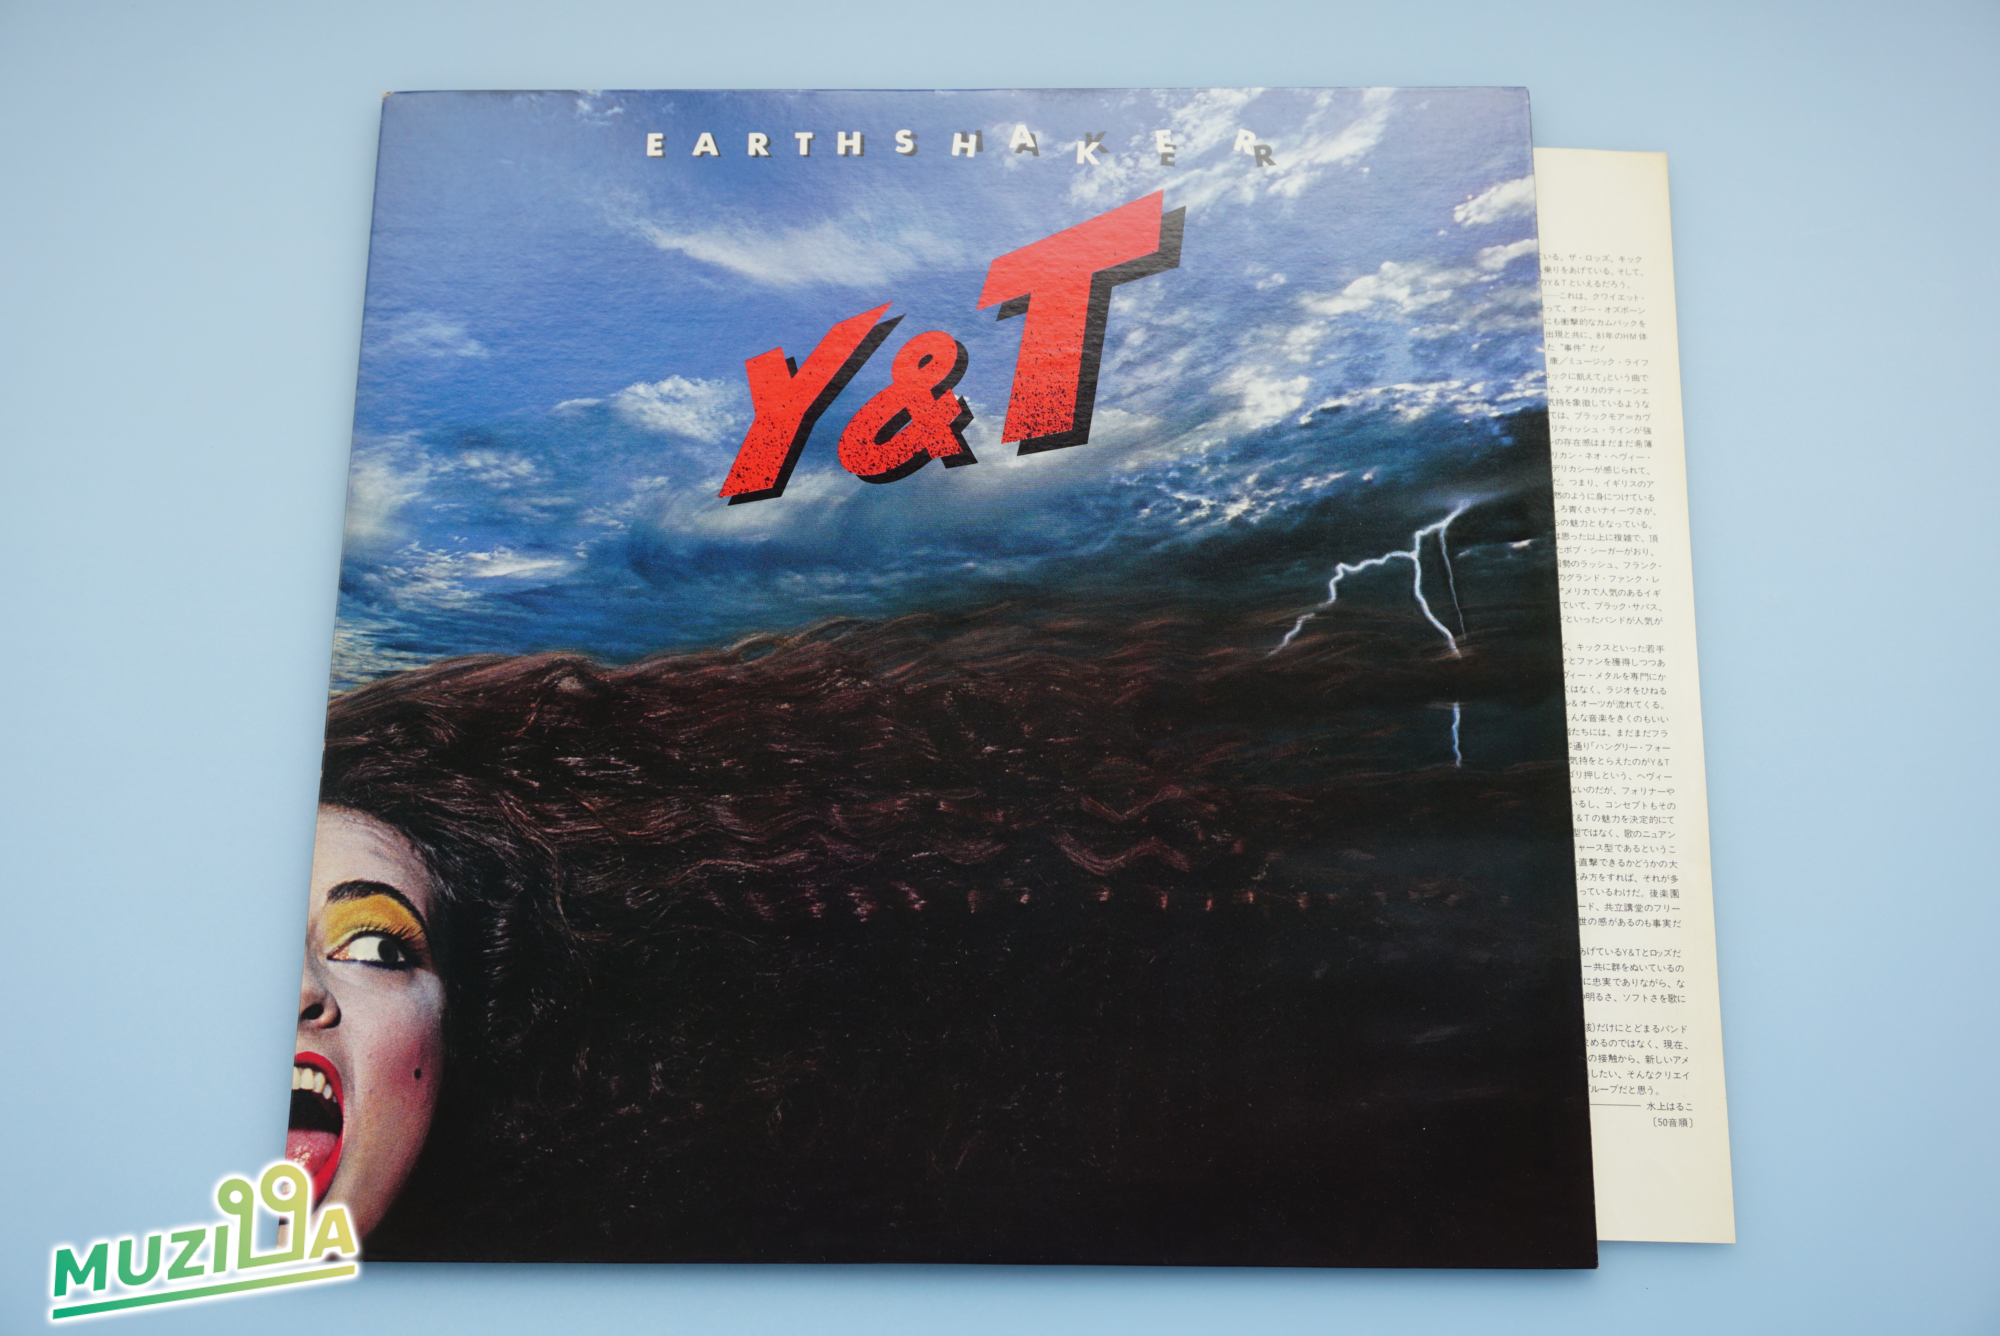 EARTHSHAKER
Y&T
ている、ザ・ロッズ、キック
乗りをあげている。そして、
のY&Tといえるだろう。
これは、クワイエット・
って、オジー・オズボーン
にも衝撃的なカムバックを
出現と共に、81年のHM体
た“事件”だ!
康/ミュージック・ライフ
ロックに飢えて」という曲で
そ、アメリカのティーンエ
気持を象徴しているような
ては、ブラックモア=カヴ
リティッシュ・ラインが強
の存在感はまだまだ希薄
リカン・ネオ・ヘヴィー・
デリカシーが感じられて、
だ。つまり、イギリスのア
然のように身につけている
しろ青くさいナイーヴさが、
らの魅力ともなっている。
は思った以上に複雑で、頂
たボブ・シーガーがおり、
勢のラッシュ、フランク・
のグランド・ファンク・レ
アメリカで人気のあるイギ
ていて、ブラック・サバス、
といったバンドが人気が
ズ、キックスといった若手
とファンを獲得しつつあ
ヴィー・メタルを専門にか
くはなく、ラジオをひねる
ル&オーツが流れてくる。
こんな音楽をきくのもいい
者たちには、まだまだフラ
通り「ハングリー・フォー
気持をとらえたのがY&T
ゴリ押しという、ヘヴィー
ないのだが、フォリナーや
いるし、コンセプトもその
Y&Tの魅力を決定的にて
型ではなく、歌のニュアン
ャース型であるというこ
直撃できるかどうかの大
み方をすれば、それが多
っているわけだ。後楽園
ード、共立講堂のフリー
世の感があるのも事実だ
あげているY&Tとロッズだ
ー共に群をぬいているの
に忠実でありながら、な
の明るさ、ソフトさを歌に
だけにとどまるバンド
めるのではなく、現在、
の接触から、新しいアメ
したい、そんなクリエイ
グループだと思う。
水上はるこ
〔50音順〕
MUZILLA